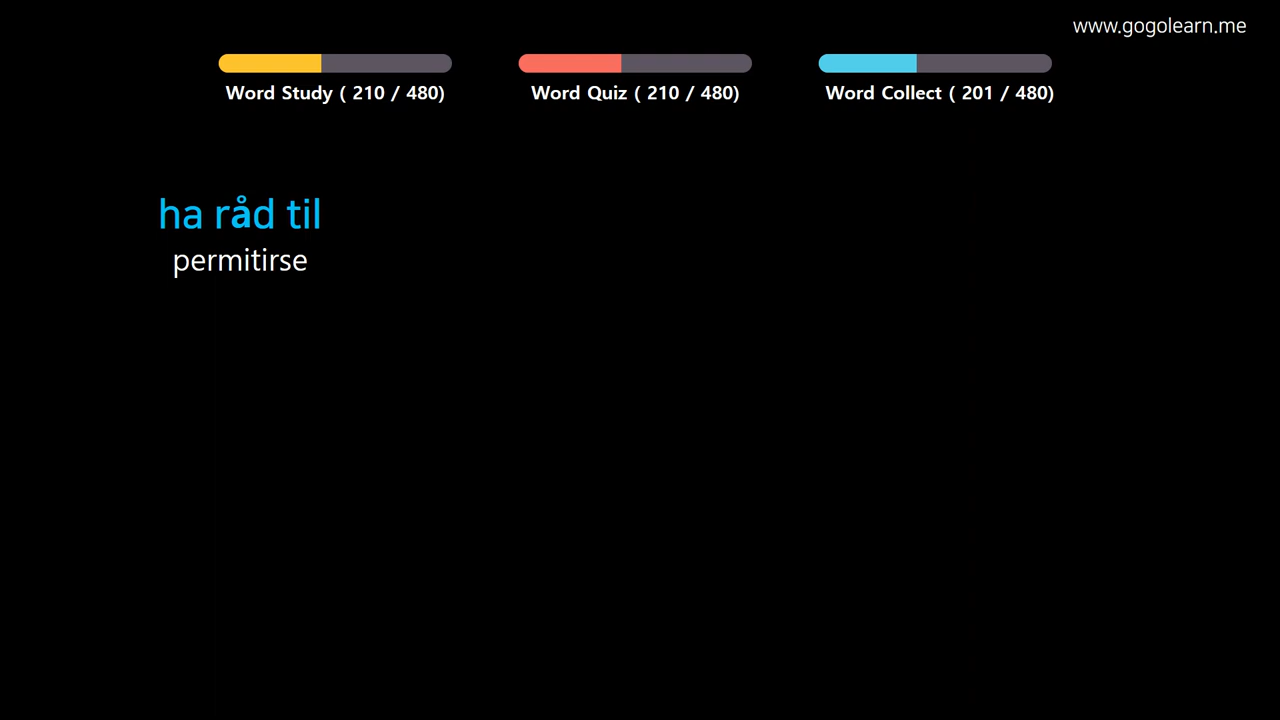 www.gogolearn.me
Word Study ( 210 / 480)
Word Quiz ( 210 / 480)
Word Collect ( 201 / 480)
ha råd til
permitirse